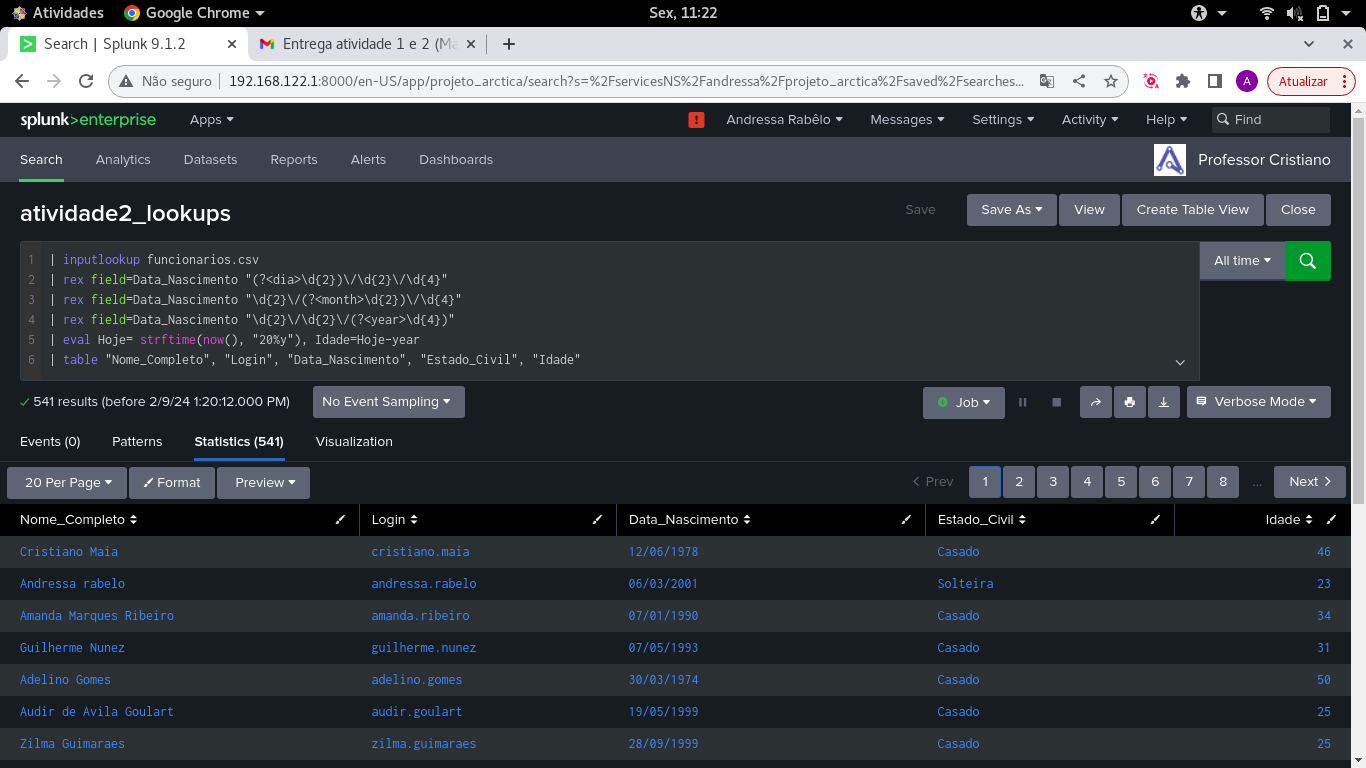 Atividades Google Chrome Sex, 11:22
Search | Splunk 9.1.2 Entrega atividade 1 e 2 (Ma
Não seguro 192.168.122.1:8000/en-US/app/projeto_arctica/search?s=%2FservicesNS%2Fandressa%2Fprojeto_arctica%2Fsaved%2Fsearches... A Atualizar
splunk>enterprise Apps ! Andressa Rabêlo Messages Settings Activity Help Find
Search Analytics Datasets Reports Alerts Dashboards Professor Cristiano
atividade2_lookups Save Save As View Create Table View Close
1 | inputlookup funcionarios.csv All time
2 | rex field=Data_Nascimento "(?<dia>\d{2})\/\d{2}\/\d{4}"
3 | rex field=Data_Nascimento "\d{2}\/(?<month>\d{2})\/\d{4}"
4 | rex field=Data_Nascimento "\d{2}\/\d{2}\/(?<year>\d{4})"
5 | eval Hoje= strftime(now(), "20%y"), Idade=Hoje-year
6 | table "Nome_Completo", "Login", "Data_Nascimento", "Estado_Civil", "Idade"
541 results (before 2/9/24 1:20:12.000 PM) No Event Sampling Job Verbose Mode
Events (0) Patterns Statistics (541) Visualization
20 Per Page Format Preview Prev 1 2 3 4 5 6 7 8 ... Next
Nome_Completo Login Data_Nascimento Estado_Civil Idade
Cristiano Maia cristiano.maia 12/06/1978 Casado 46
Andressa rabelo andressa.rabelo 06/03/2001 Solteira 23
Amanda Marques Ribeiro amanda.ribeiro 07/01/1990 Casado 34
Guilherme Nunez guilherme.nunez 07/05/1993 Casado 31
Adelino Gomes adelino.gomes 30/03/1974 Casado 50
Audir de Avila Goulart audir.goulart 19/05/1999 Casado 25
Zilma Guimaraes zilma.guimaraes 28/09/1999 Casado 25